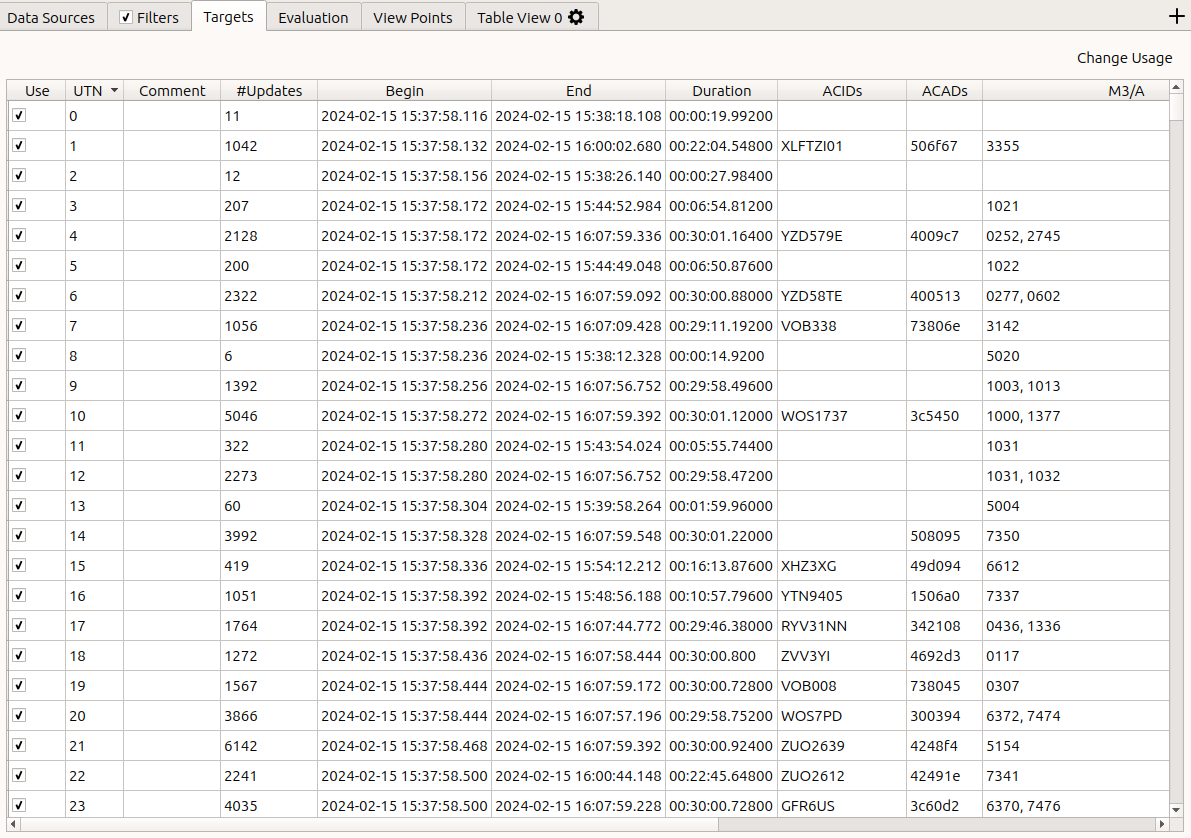 Data Sources Filters Targets Evaluation View Points Table View 0
Change Usage
Use UTN Comment #Updates Begin End Duration ACIDs ACADs M3/A
0 11 2024-02-15 15:37:58.116 2024-02-15 15:38:18.108 00:00:19.99200
1 1042 2024-02-15 15:37:58.132 2024-02-15 16:00:02.680 00:22:04.54800 XLFTZI01 506f67 3355
2 12 2024-02-15 15:37:58.156 2024-02-15 15:38:26.140 00:00:27.98400
3 207 2024-02-15 15:37:58.172 2024-02-15 15:44:52.984 00:06:54.81200 1021
4 2128 2024-02-15 15:37:58.172 2024-02-15 16:07:59.336 00:30:01.16400 YZD579E 4009c7 0252, 2745
5 200 2024-02-15 15:37:58.172 2024-02-15 15:44:49.048 00:06:50.87600 1022
6 2322 2024-02-15 15:37:58.212 2024-02-15 16:07:59.092 00:30:00.88000 YZD58TE 400513 0277, 0602
7 1056 2024-02-15 15:37:58.236 2024-02-15 16:07:09.428 00:29:11.19200 VOB338 73806e 3142
8 6 2024-02-15 15:37:58.236 2024-02-15 15:38:12.328 00:00:14.9200 5020
9 1392 2024-02-15 15:37:58.256 2024-02-15 16:07:56.752 00:29:58.49600 1003, 1013
10 5046 2024-02-15 15:37:58.272 2024-02-15 16:07:59.392 00:30:01.12000 WOS1737 3c5450 1000, 1377
11 322 2024-02-15 15:37:58.280 2024-02-15 15:43:54.024 00:05:55.74400 1031
12 2273 2024-02-15 15:37:58.280 2024-02-15 16:07:56.752 00:29:58.47200 1031, 1032
13 60 2024-02-15 15:37:58.304 2024-02-15 15:39:58.264 00:01:59.96000 5004
14 3992 2024-02-15 15:37:58.328 2024-02-15 16:07:59.548 00:30:01.22000 508095 7350
15 419 2024-02-15 15:37:58.336 2024-02-15 15:54:12.212 00:16:13.87600 XHZ3XG 49d094 6612
16 1051 2024-02-15 15:37:58.392 2024-02-15 15:48:56.188 00:10:57.79600 YTN9405 1506a0 7337
17 1764 2024-02-15 15:37:58.392 2024-02-15 16:07:44.772 00:29:46.38000 RYV31NN 342108 0436, 1336
18 1272 2024-02-15 15:37:58.436 2024-02-15 16:07:58.444 00:30:00.800 ZVV3YI 4692d3 0117
19 1567 2024-02-15 15:37:58.444 2024-02-15 16:07:59.172 00:30:00.72800 VOB008 738045 0307
20 3866 2024-02-15 15:37:58.444 2024-02-15 16:07:57.196 00:29:58.75200 WOS7PD 300394 6372, 7474
21 6142 2024-02-15 15:37:58.468 2024-02-15 16:07:59.392 00:30:00.92400 ZUO2639 4248f4 5154
22 2241 2024-02-15 15:37:58.500 2024-02-15 16:00:44.148 00:22:45.64800 ZUO2612 42491e 7341
23 4035 2024-02-15 15:37:58.500 2024-02-15 16:07:59.228 00:30:00.72800 GFR6US 3c60d2 6370, 7476